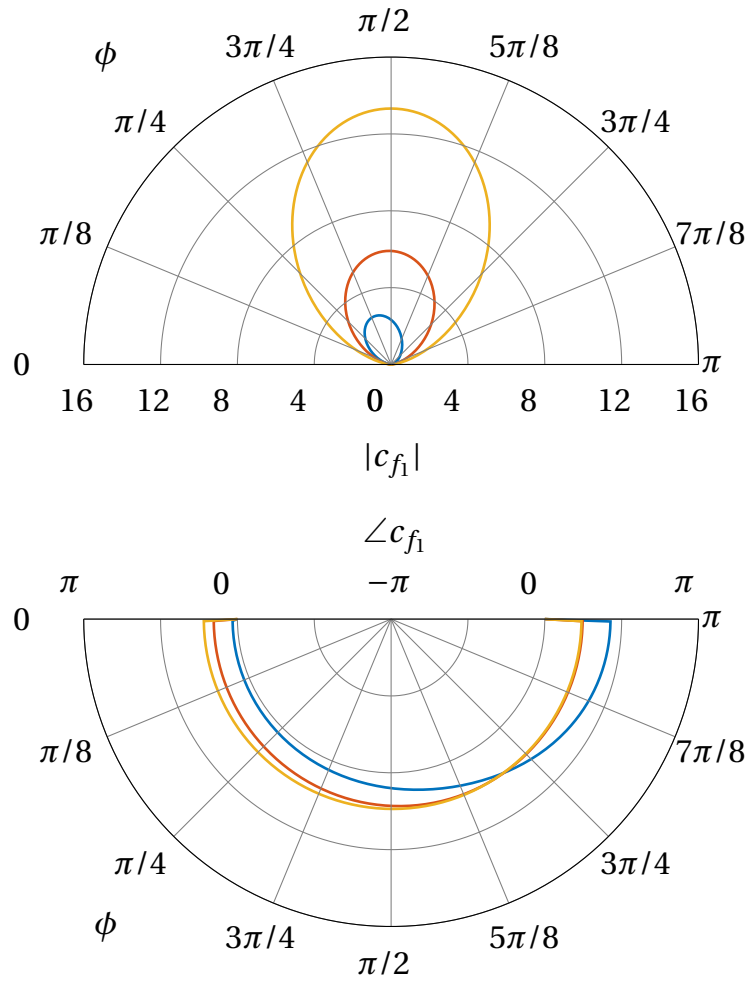 π/2
ϕ 3π/4 5π/8
π/4 3π/4
π/8 7π/8
0 π
16 12 8 4 0 4 8 12 16
|c_{f_1}|
∠c_{f_1}
π 0 −π 0 π
0 π
π/8 7π/8
π/4 3π/4
ϕ 3π/4 5π/8
π/2